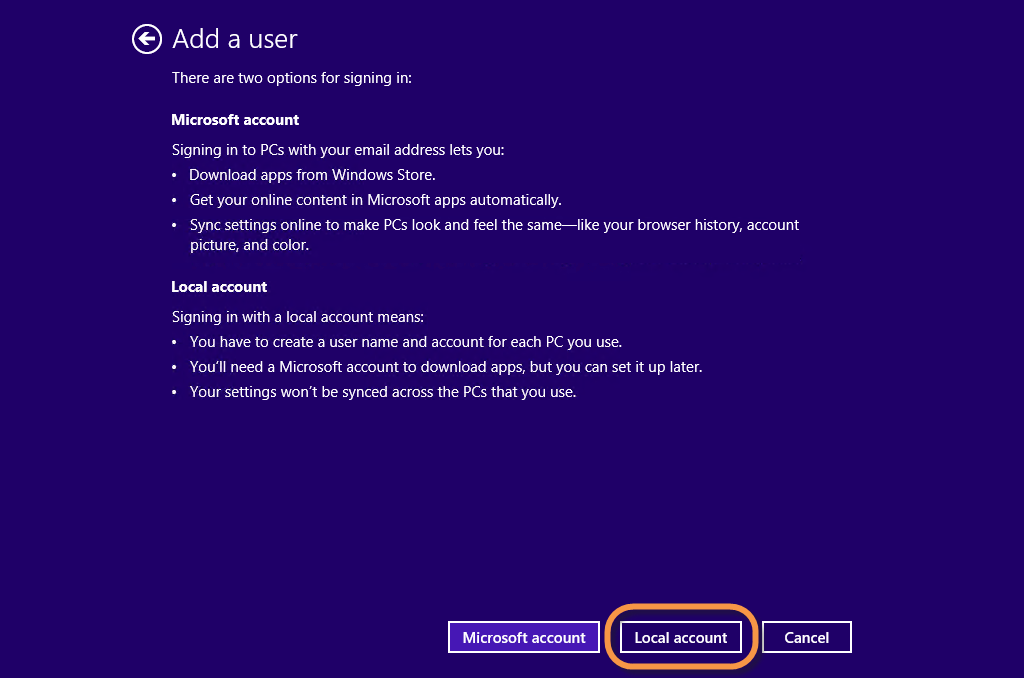 Add a user
There are two options for signing in:
Microsoft account
Signing in to PCs with your email address lets you:
• Download apps from Windows Store.
• Get your online content in Microsoft apps automatically.
• Sync settings online to make PCs look and feel the same—like your browser history, account
picture, and color.
Local account
Signing in with a local account means:
• You have to create a user name and account for each PC you use.
• You’ll need a Microsoft account to download apps, but you can set it up later.
• Your settings won’t be synced across the PCs that you use.
Microsoft account Local account Cancel